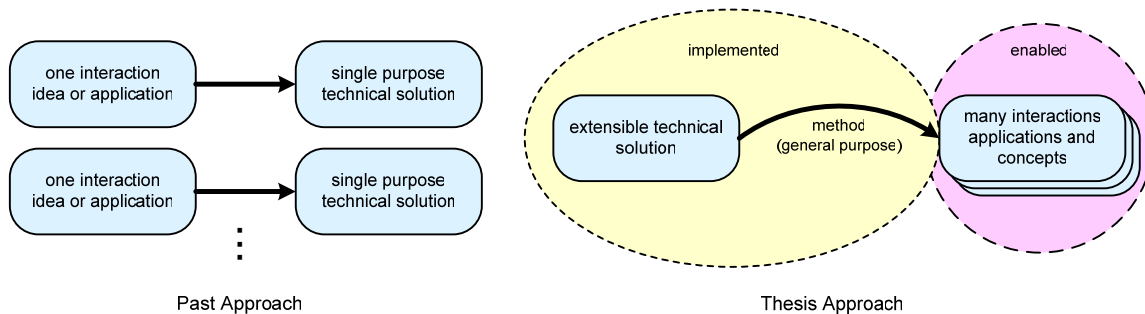 one interaction
idea or application
single purpose
technical solution
one interaction
idea or application
single purpose
technical solution
Past Approach
implemented
extensible technical
solution
method
(general purpose)
enabled
many interactions
applications and
concepts
Thesis Approach